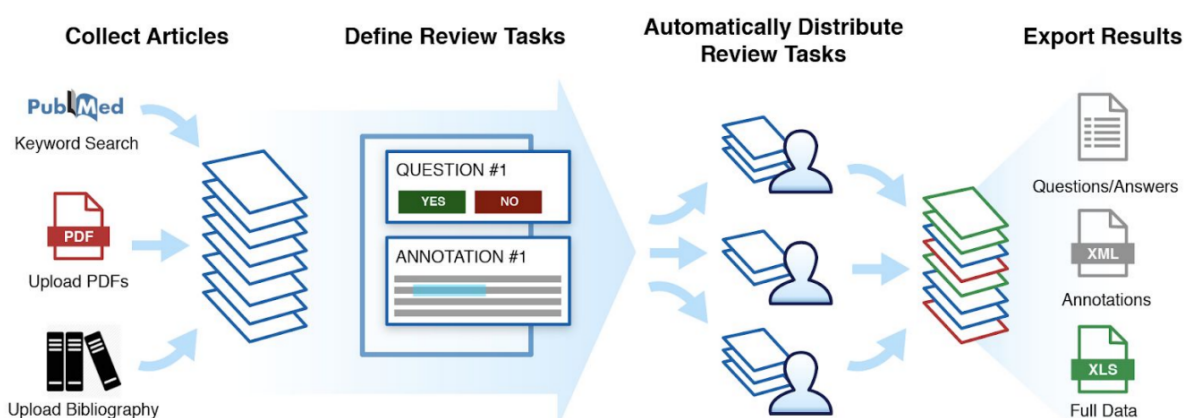 Collect Articles
Define Review Tasks
Automatically Distribute
Review Tasks
Export Results
PubMed
Keyword Search
PDF
Upload PDFs
Upload Bibliography
QUESTION #1
YES
NO
ANNOTATION #1
Questions/Answers
XML
Annotations
XLS
Full Data